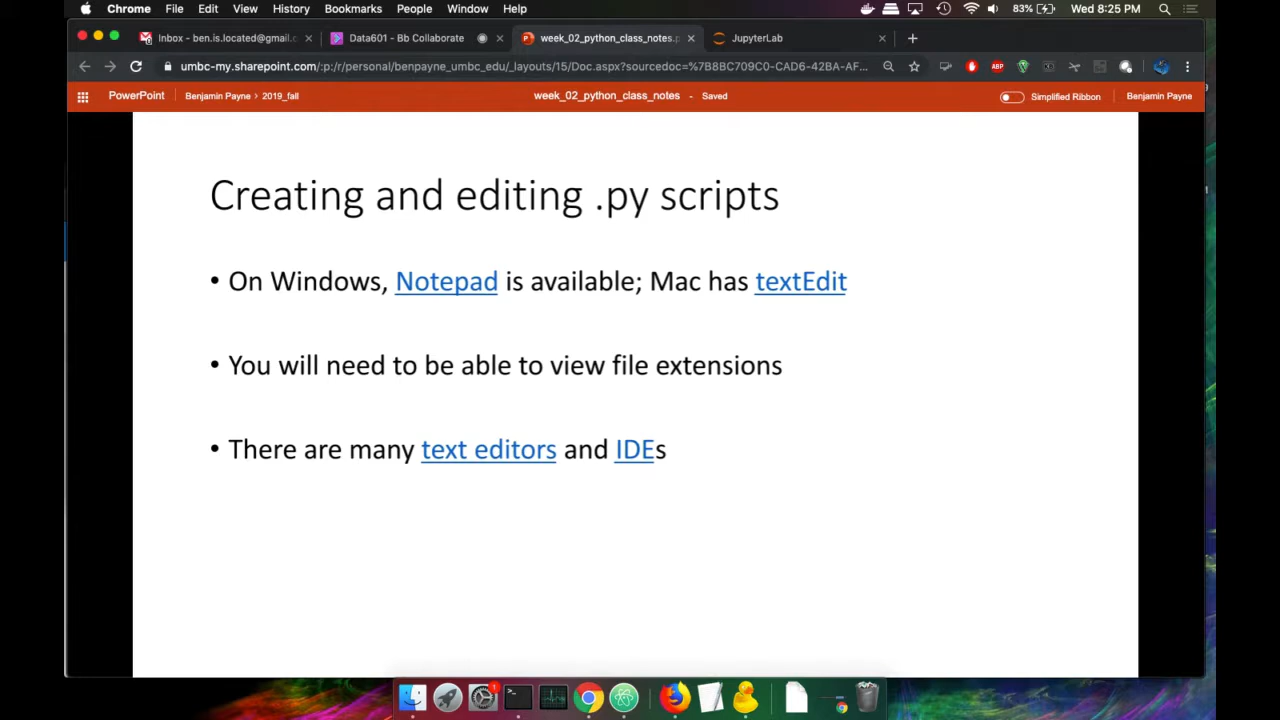 Chrome File Edit View History Bookmarks People Window Help 83% Wed 8:25 PM
Inbox - ben.is.located@gmail.c Data601 - Bb Collaborate week_02_python_class_notes.p JupyterLab
umbc-my.sharepoint.com/:p:/r/personal/benpayne_umbc_edu/_layouts/15/Doc.aspx?sourcedoc=%7B8BC709C0-CAD6-42BA-AF... ABP
PowerPoint Benjamin Payne > 2019_fall week_02_python_class_notes - Saved Simplified Ribbon Benjamin Payne
Creating and editing .py scripts
• On Windows, Notepad is available; Mac has textEdit
• You will need to be able to view file extensions
• There are many text editors and IDEs
1